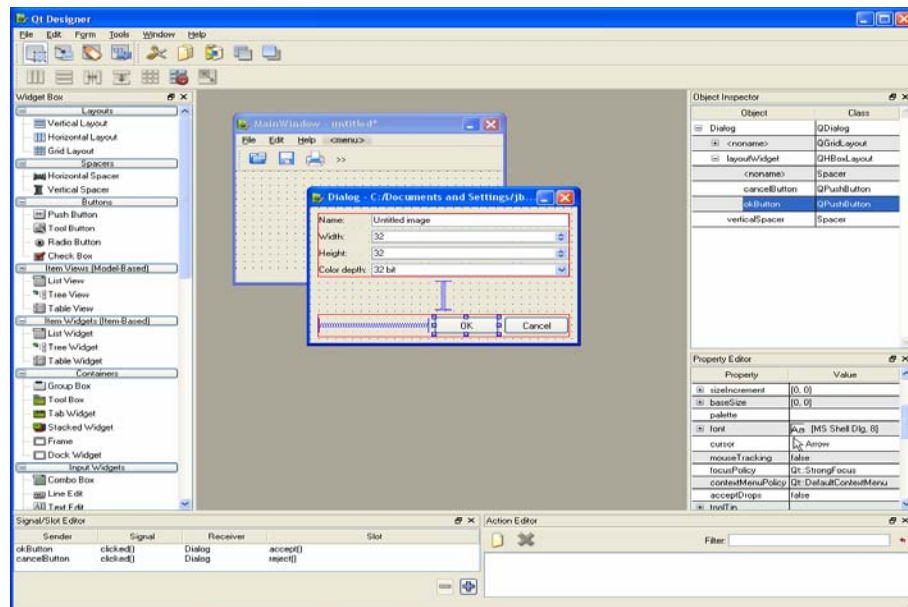 Qt Designer
File Edit Form Tools Window Help
Widget Box
Layouts
Vertical Layout
Horizontal Layout
Grid Layout
Spacers
Horizontal Spacer
Vertical Spacer
Buttons
Push Button
Tool Button
Radio Button
Check Box
Item Views (Model-Based)
List View
Tree View
Table View
Item Widgets (Item-Based)
List Widget
Tree Widget
Table Widget
Containers
Group Box
Tool Box
Tab Widget
Stacked Widget
Frame
Dock Widget
Input Widgets
Combo Box
Line Edit
Text Edit
MainWindow - untitled*
File Edit Help <menu>
>>
Dialog - C:/Documents and Settings/jb...
Name: Untitled image
Width: 32
Height: 32
Color depth: 32 bit
OK Cancel
Object Inspector
Object Class
Dialog QDialog
<noname> QGridLayout
layoutWidget QHBoxLayout
<noname> Spacer
cancelButton QPushButton
okButton QPushButton
verticalSpacer Spacer
Property Editor
Property Value
sizeIncrement [0, 0]
baseSize [0, 0]
palette
font [MS Shell Dlg, 8]
cursor Arrow
mouseTracking false
focusPolicy Qt::StrongFocus
contextMenuPolicy Qt::DefaultContextMenu
acceptDrops false
toolTip
Signal/Slot Editor
Sender Signal Receiver Slot
okButton clicked() Dialog accept()
cancelButton clicked() Dialog reject()
Action Editor
Filter: